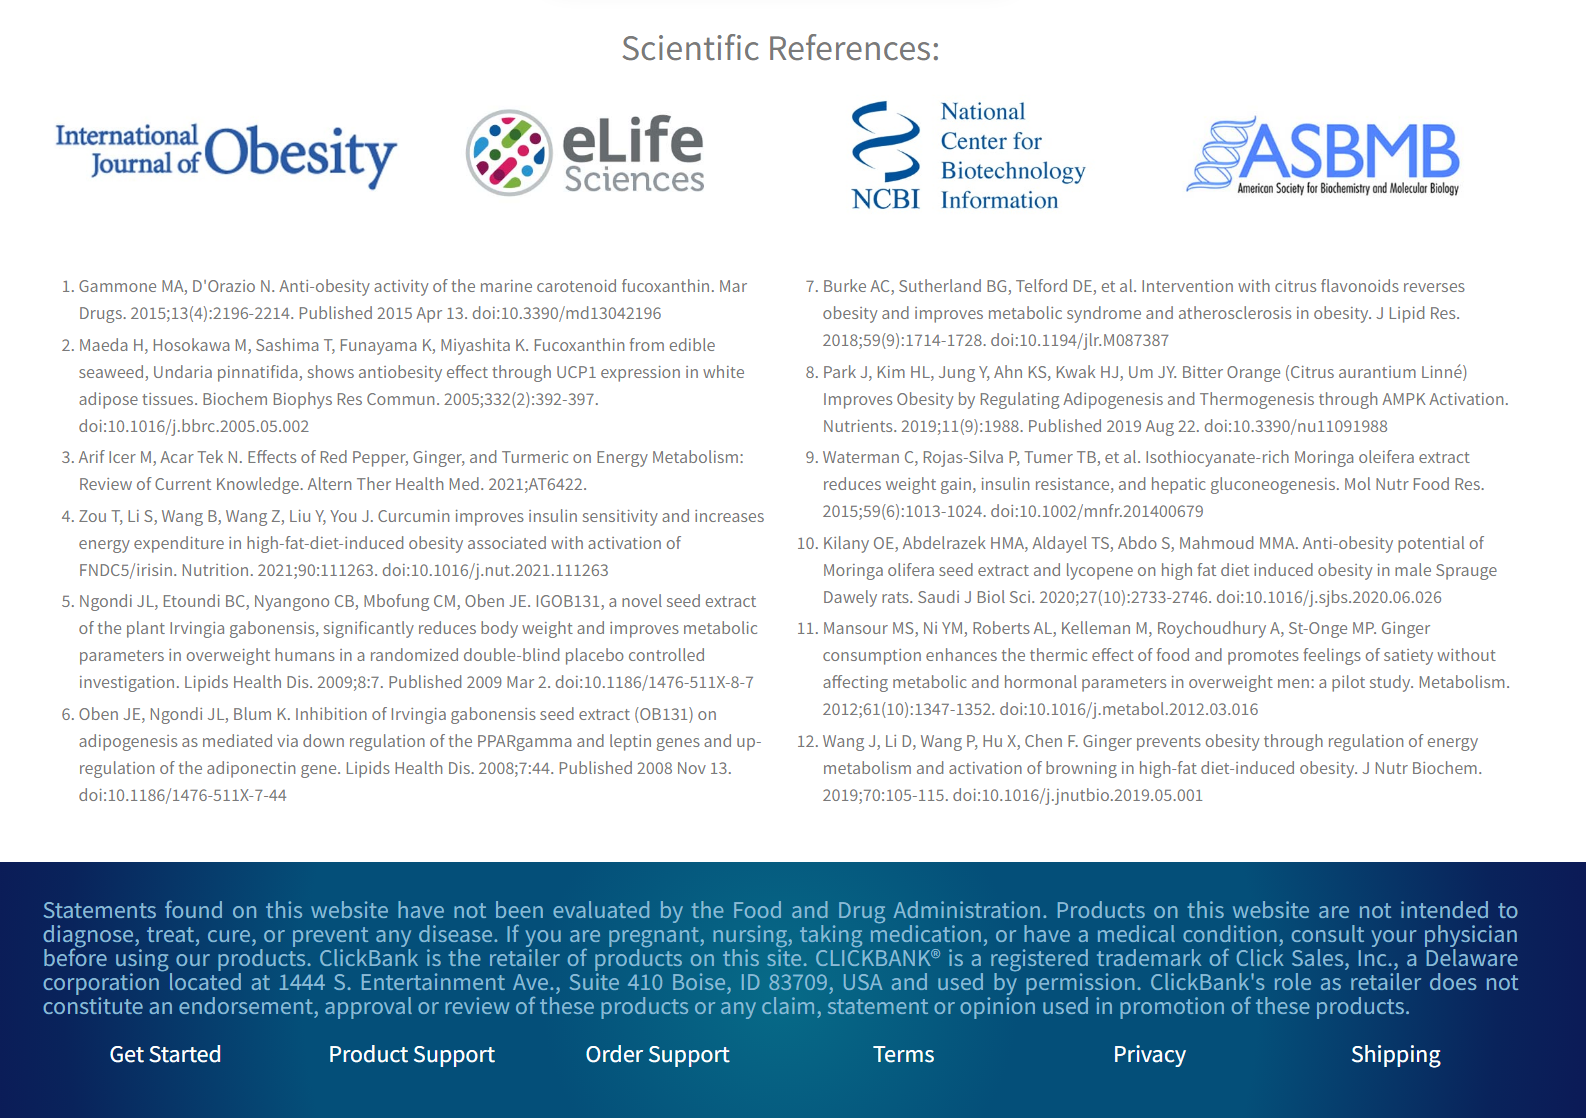 Scientific References:
International Journal of Obesity
eLife Sciences
NCBI
National Center for Biotechnology Information
ASBMB
American Society for Biochemistry and Molecular Biology
1. Gammone MA, D'Orazio N. Anti-obesity activity of the marine carotenoid fucoxanthin. Mar
Drugs. 2015;13(4):2196-2214. Published 2015 Apr 13. doi:10.3390/md13042196
2. Maeda H, Hosokawa M, Sashima T, Funayama K, Miyashita K. Fucoxanthin from edible
seaweed, Undaria pinnatifida, shows antiobesity effect through UCP1 expression in white
adipose tissues. Biochem Biophys Res Commun. 2005;332(2):392-397.
doi:10.1016/j.bbrc.2005.05.002
3. Arif Icer M, Acar Tek N. Effects of Red Pepper, Ginger, and Turmeric on Energy Metabolism:
Review of Current Knowledge. Altern Ther Health Med. 2021;AT6422.
4. Zou T, Li S, Wang B, Wang Z, Liu Y, You J. Curcumin improves insulin sensitivity and increases
energy expenditure in high-fat-diet-induced obesity associated with activation of
FNDC5/irisin. Nutrition. 2021;90:111263. doi:10.1016/j.nut.2021.111263
5. Ngondi JL, Etoundi BC, Nyangono CB, Mbofung CM, Oben JE. IGOB131, a novel seed extract
of the plant Irvingia gabonensis, significantly reduces body weight and improves metabolic
parameters in overweight humans in a randomized double-blind placebo controlled
investigation. Lipids Health Dis. 2009;8:7. Published 2009 Mar 2. doi:10.1186/1476-511X-8-7
6. Oben JE, Ngondi JL, Blum K. Inhibition of Irvingia gabonensis seed extract (OB131) on
adipogenesis as mediated via down regulation of the PPARgamma and leptin genes and up-
regulation of the adiponectin gene. Lipids Health Dis. 2008;7:44. Published 2008 Nov 13.
doi:10.1186/1476-511X-7-44
7. Burke AC, Sutherland BG, Telford DE, et al. Intervention with citrus flavonoids reverses
obesity and improves metabolic syndrome and atherosclerosis in obesity. J Lipid Res.
2018;59(9):1714-1728. doi:10.1194/jlr.M087387
8. Park J, Kim HL, Jung Y, Ahn KS, Kwak HJ, Um JY. Bitter Orange (Citrus aurantium Linné)
Improves Obesity by Regulating Adipogenesis and Thermogenesis through AMPK Activation.
Nutrients. 2019;11(9):1988. Published 2019 Aug 22. doi:10.3390/nu11091988
9. Waterman C, Rojas-Silva P, Tumer TB, et al. Isothiocyanate-rich Moringa oleifera extract
reduces weight gain, insulin resistance, and hepatic gluconeogenesis. Mol Nutr Food Res.
2015;59(6):1013-1024. doi:10.1002/mnfr.201400679
10. Kilany OE, Abdelrazek HMA, Aldayel TS, Abdo S, Mahmoud MMA. Anti-obesity potential of
Moringa olifera seed extract and lycopene on high fat diet induced obesity in male Sprauge
Dawely rats. Saudi J Biol Sci. 2020;27(10):2733-2746. doi:10.1016/j.sjbs.2020.06.026
11. Mansour MS, Ni YM, Roberts AL, Kelleman M, Roychoudhury A, St-Onge MP. Ginger
consumption enhances the thermic effect of food and promotes feelings of satiety without
affecting metabolic and hormonal parameters in overweight men: a pilot study. Metabolism.
2012;61(10):1347-1352. doi:10.1016/j.metabol.2012.03.016
12. Wang J, Li D, Wang P, Hu X, Chen F. Ginger prevents obesity through regulation of energy
metabolism and activation of browning in high-fat diet-induced obesity. J Nutr Biochem.
2019;70:105-115. doi:10.1016/j.jnutbio.2019.05.001
Statements found on this website have not been evaluated by the Food and Drug Administration. Products on this website are not intended to
diagnose, treat, cure, or prevent any disease. If you are pregnant, nursing, taking medication, or have a medical condition, consult your physician
before using our products. ClickBank is the retailer of products on this site. CLICKBANK® is a registered trademark of Click Sales, Inc., a Delaware
corporation located at 1444 S. Entertainment Ave., Suite 410 Boise, ID 83709, USA and used by permission. ClickBank's role as retailer does not
constitute an endorsement, approval or review of these products or any claim, statement or opinion used in promotion of these products.
Get Started Product Support Order Support Terms Privacy Shipping